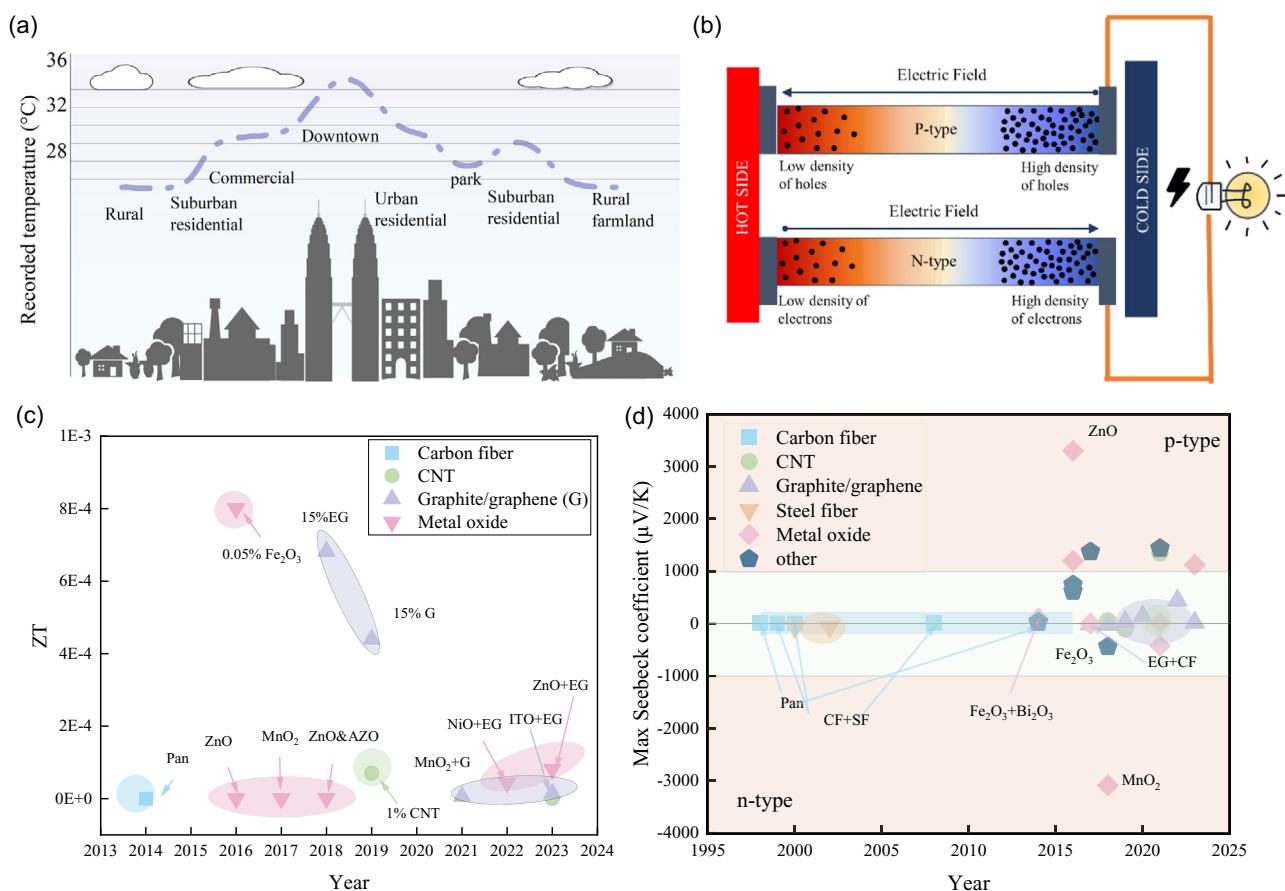 (a)
36
32
28
Recorded temperature (°C)
Downtown
Commercial
park
Rural
Suburban
residential
Urban
residential
Suburban
residential
Rural
farmland
(b)
HOT SIDE
COLD SIDE
Electric Field
P-type
Low density
of holes
High density
of holes
Electric Field
N-type
Low density of
electrons
High density
of electrons
(c)
1E-3
8E-4
6E-4
4E-4
2E-4
0E+0
ZT
Carbon fiber
CNT
Graphite/graphene (G)
Metal oxide
15%EG
0.05% Fe₂O₃
15% G
ZnO+EG
NiO+EG
ITO+EG
MnO₂+G
Pan
ZnO
MnO₂
ZnO&AZO
1% CNT
2013 2014 2015 2016 2017 2018 2019 2020 2021 2022 2023 2024
Year
(d)
4000
3000
2000
1000
0
-1000
-2000
-3000
-4000
Max Seebeck coefficient (μV/K)
Carbon fiber
CNT
Graphite/graphene
Steel fiber
Metal oxide
other
ZnO
p-type
Fe₂O₃
EG+CF
Pan
CF+SF
Fe₂O₃+Bi₂O₃
MnO₂
n-type
1995 2000 2005 2010 2015 2020 2025
Year